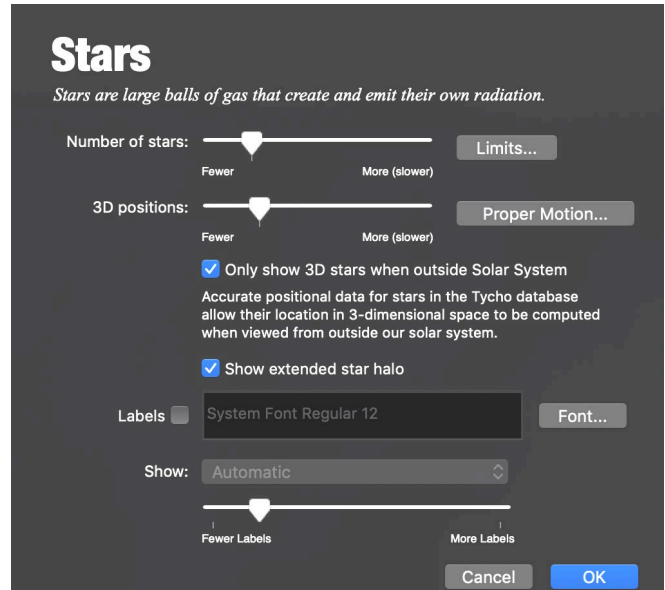 Stars
Stars are large balls of gas that create and emit their own radiation.
Number of stars:
Limits...
Fewer
More (slower)
3D positions:
Proper Motion...
Fewer
More (slower)
Only show 3D stars when outside Solar System
Accurate positional data for stars in the Tycho database
allow their location in 3-dimensional space to be computed
when viewed from outside our solar system.
Show extended star halo
Labels
System Font Regular 12
Font...
Show:
Automatic
Fewer Labels
More Labels
Cancel
OK